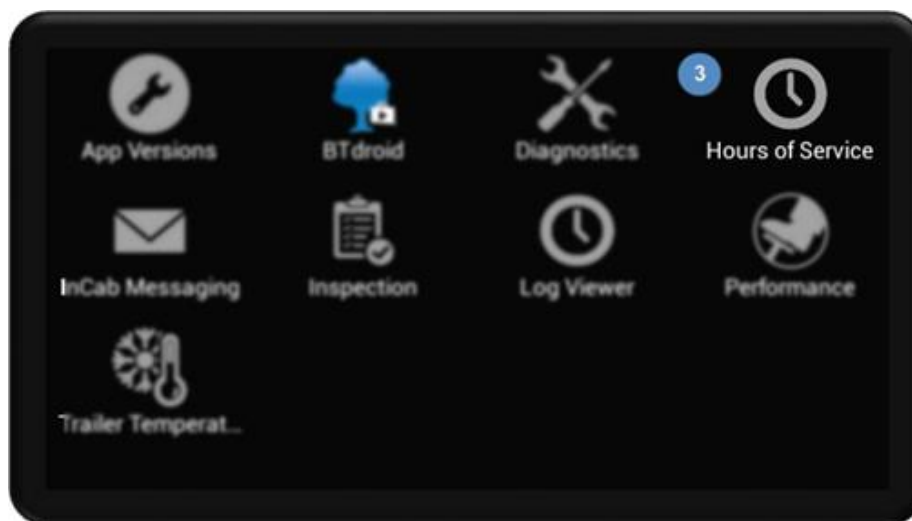 3
App Versions
BTdroid
Diagnostics
Hours of Service
InCab Messaging
Inspection
Log Viewer
Performance
Trailer Temperat...